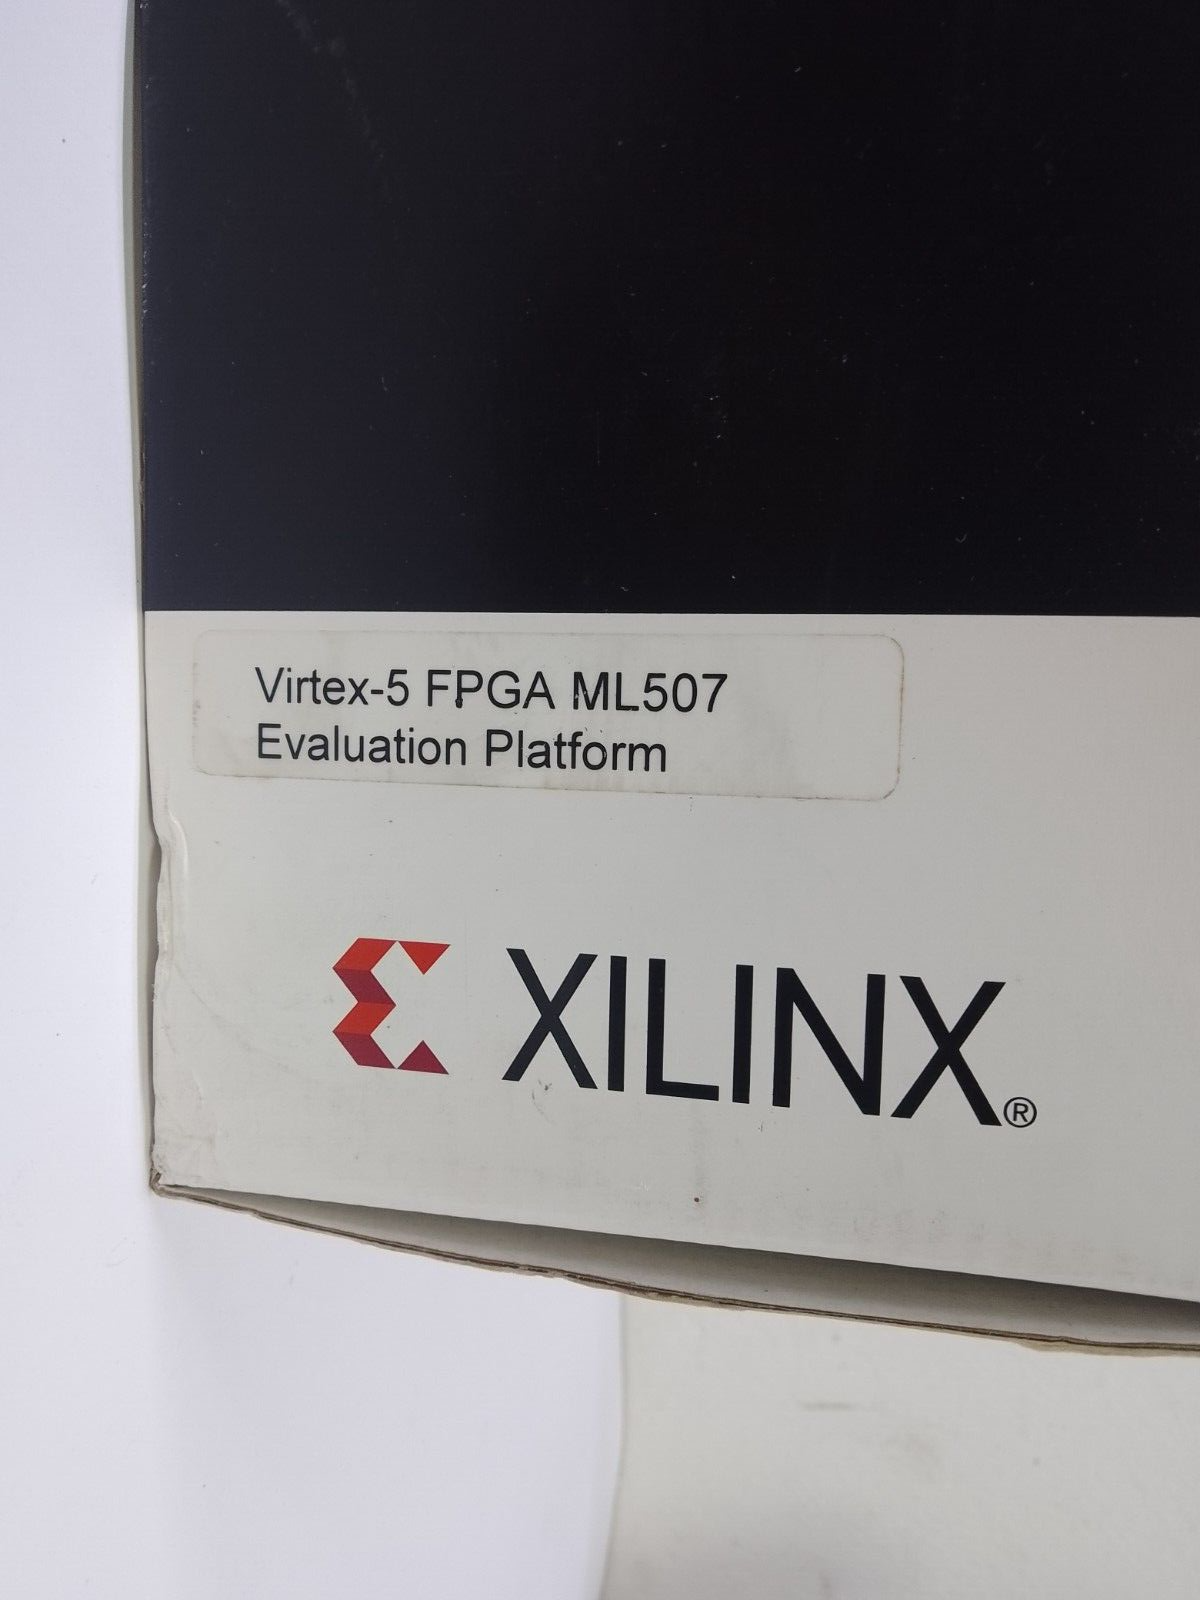 Virtex-5 FPGA ML507
Evaluation Platform
XILINX®